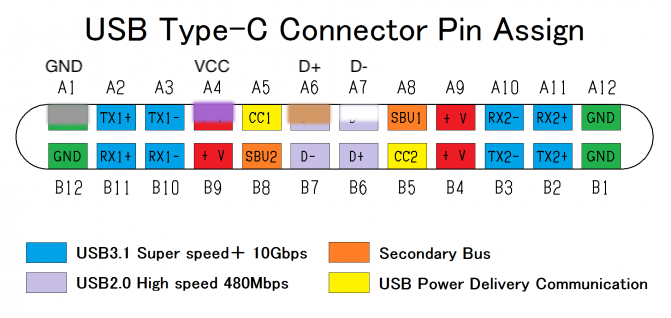 USB Type-C Connector Pin Assign
GND VCC D+ D-
A1 A2 A3 A4 A5 A6 A7 A8 A9 A10 A11 A12
TX1+ TX1- CC1 SBU1 + V RX2- RX2+ GND
GND RX1+ RX1- + V SBU2 D- D+ CC2 + V TX2- TX2+ GND
B12 B11 B10 B9 B8 B7 B6 B5 B4 B3 B2 B1
USB3.1 Super speed+ 10Gbps
Secondary Bus
USB2.0 High speed 480Mbps
USB Power Delivery Communication